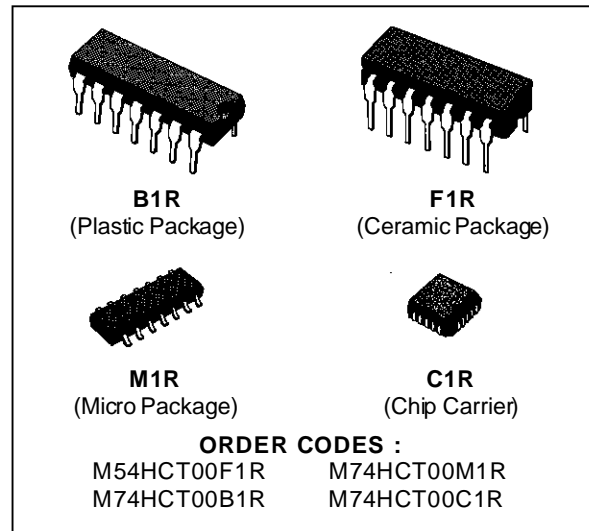 B1R F1R
(Plastic Package) (Ceramic Package)
M1R C1R
(Micro Package) (Chip Carrier)
ORDER CODES :
M54HCT00F1R M74HCT00M1R
M74HCT00B1R M74HCT00C1R